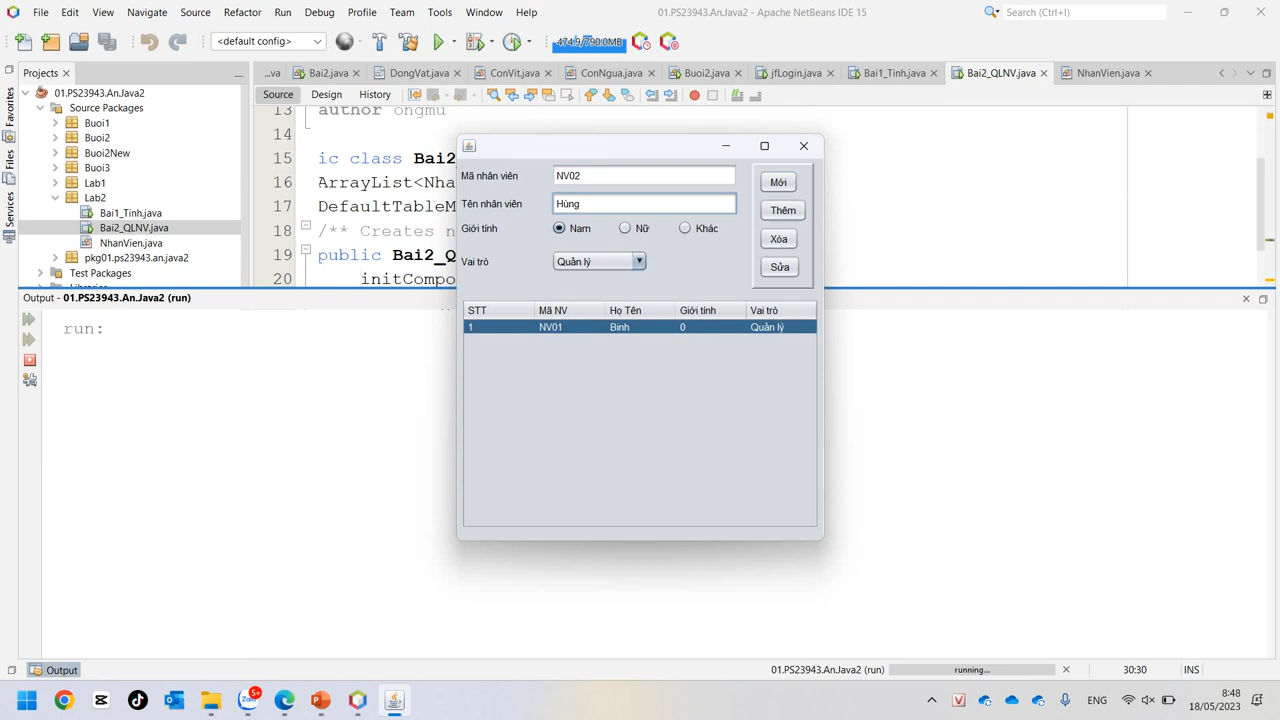 File Edit View Navigate Source Refactor Run Debug Profile Team Tools Window Help
01.PS23943.An.Java2 - Apache NetBeans IDE 15
Search (Ctrl+I)
<default config>
474.9/790.0MB
Projects
...va Bai2.java DongVat.java ConVit.java ConNgua.java Buoi2.java jfLogin.java Bai1_Tinh.java Bai2_QLNV.java NhanVien.java
Favorites
Files
Services
01.PS23943.An.Java2
Source Packages
Buoi1
Buoi2
Buoi2New
Buoi3
Lab1
Lab2
Bai1_Tinh.java
Bai2_QLNV.java
NhanVien.java
pkg01.ps23943.an.java2
Test Packages
Source Design History
13 author ongmu
14
15 ic class Bai2
16 ArrayList<Nha
17 DefaultTableM
18 /** Creates n
19 public Bai2_Q
20 initCompo
Mã nhân viên NV02
Tên nhân viên Hùng
Giới tính Nam Nữ Khác
Vai trò Quản lý
Mới
Thêm
Xóa
Sửa
STT Mã NV Họ Tên Giới tính Vai trò
1 NV01 Binh 0 Quản lý
Output - 01.PS23943.An.Java2 (run)
run:
Output
01.PS23943.An.Java2 (run) running... 30:30 INS
Zalo 5+
ENG
8:48
18/05/2023